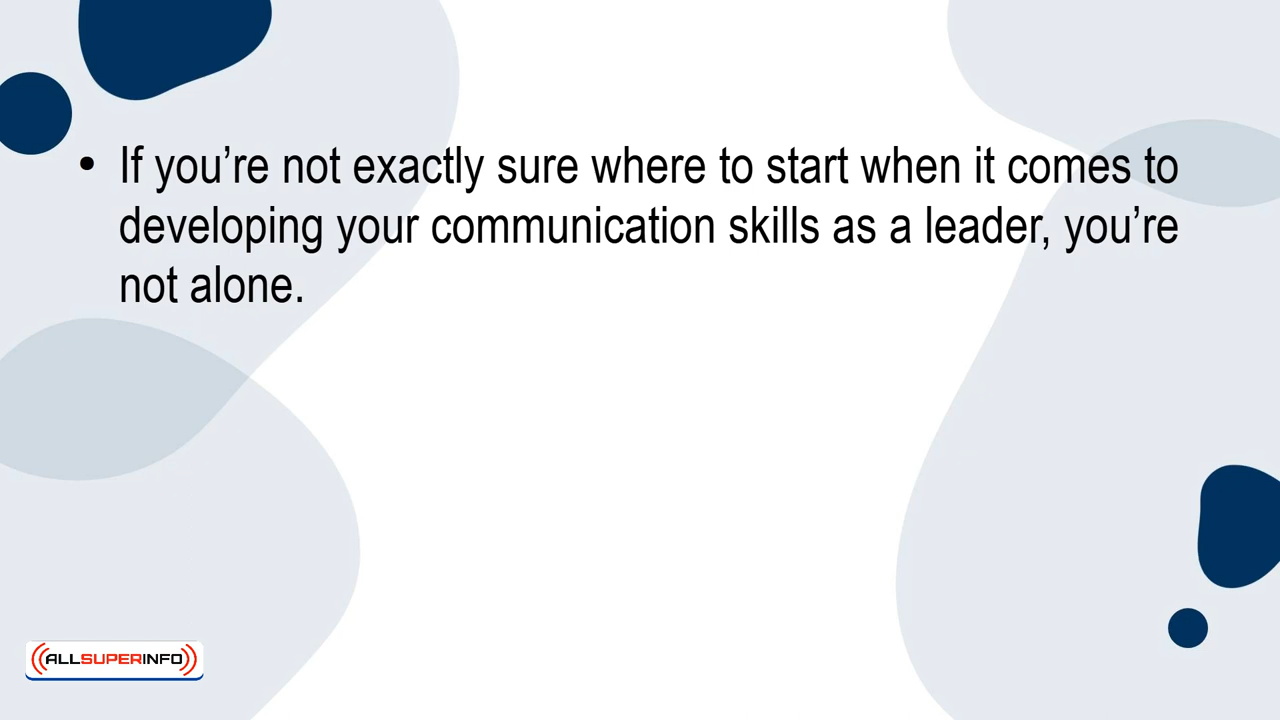 • If you’re not exactly sure where to start when it comes to
developing your communication skills as a leader, you’re
not alone.
ALLSUPERINFO